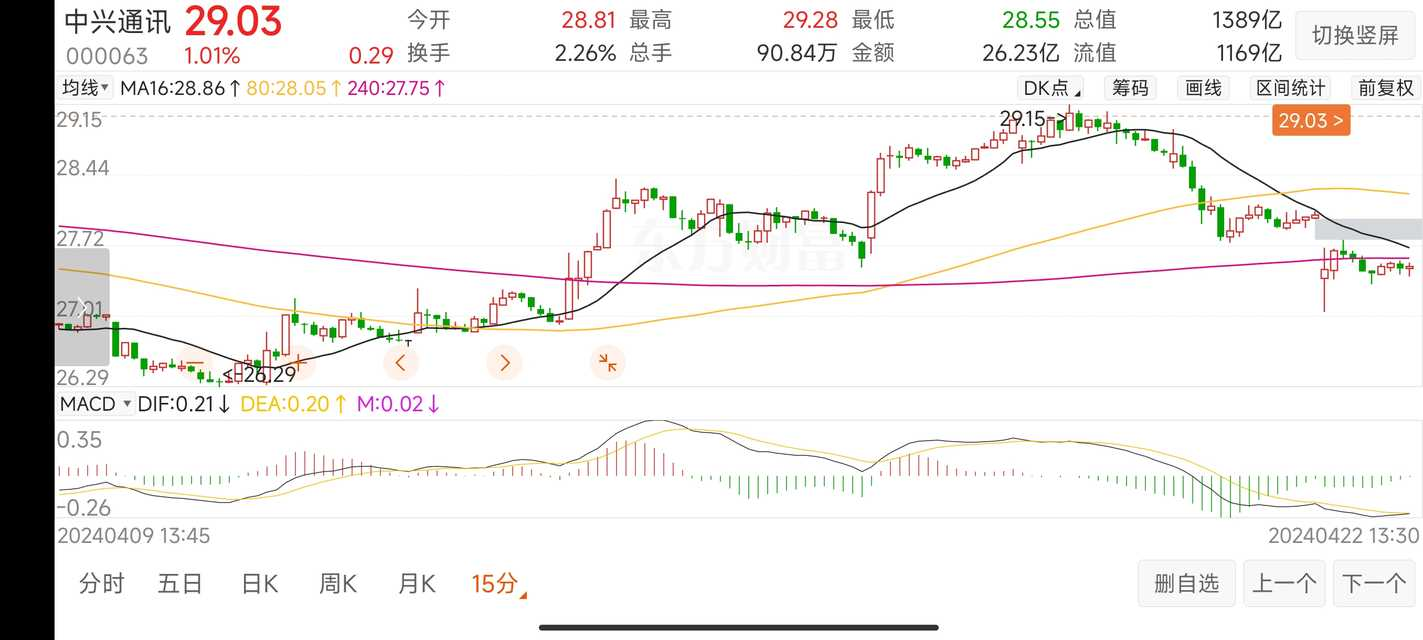 中兴通讯 29.03 今开 28.81 最高 29.28 最低 28.55 总值 1389亿 切换竖屏
000063 1.01% 0.29 换手 2.26% 总手 90.84万 金额 26.23亿 流值 1169亿
均线 MA16:28.86↑ 80:28.05↑ 240:27.75↑ DK点 筹码 画线 区间统计 前复权
29.15 29.15-> 29.03 >
28.44
27.72
东方财富
27.01
26.29 <-26.29
MACD DIF:0.21↓ DEA:0.20↑ M:0.02↓
0.35
-0.26
20240409 13:45 20240422 13:30
分时 五日 日K 周K 月K 15分 删自选 上一个 下一个